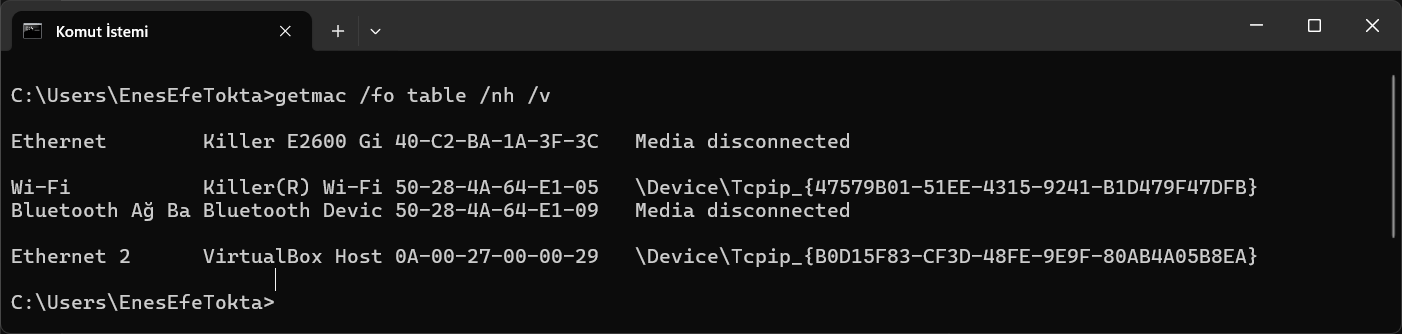 Komut İstemi
C:\Users\EnesEfeTokta>getmac /fo table /nh /v
Ethernet        Killer E2600 Gi 40-C2-BA-1A-3F-3C   Media disconnected
Wi-Fi           Killer(R) Wi-Fi 50-28-4A-64-E1-05   \Device\Tcpip_{47579B01-51EE-4315-9241-B1D479F47DFB}
Bluetooth Ağ Ba Bluetooth Devic 50-28-4A-64-E1-09   Media disconnected
Ethernet 2      VirtualBox Host 0A-00-27-00-00-29   \Device\Tcpip_{B0D15F83-CF3D-48FE-9E9F-80AB4A05B8EA}
C:\Users\EnesEfeTokta>